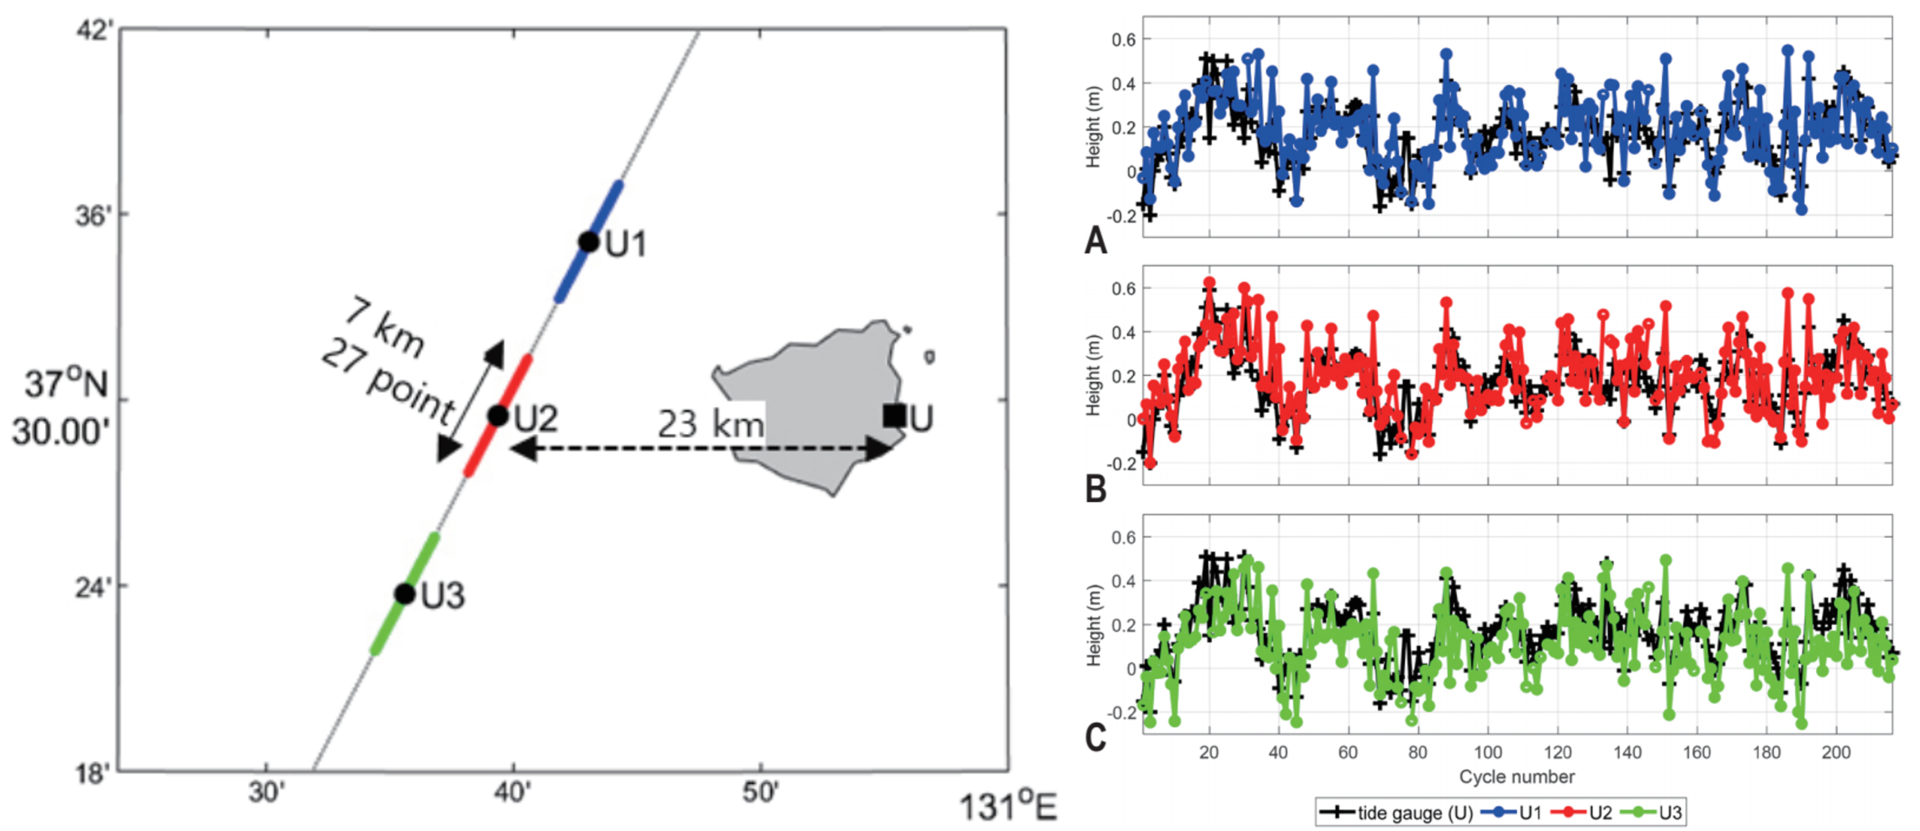 42'
36'
37°N
30.00'
24'
18'
30'
40'
50'
131°E
U1
7 km
27 point
U2
23 km
U
U3
0.6
0.4
0.2
0
-0.2
Height (m)
A
0.6
0.4
0.2
0
-0.2
Height (m)
B
0.6
0.4
0.2
0
-0.2
Height (m)
C
20 40 60 80 100 120 140 160 180 200
Cycle number
tide gauge (U) U1 U2 U3